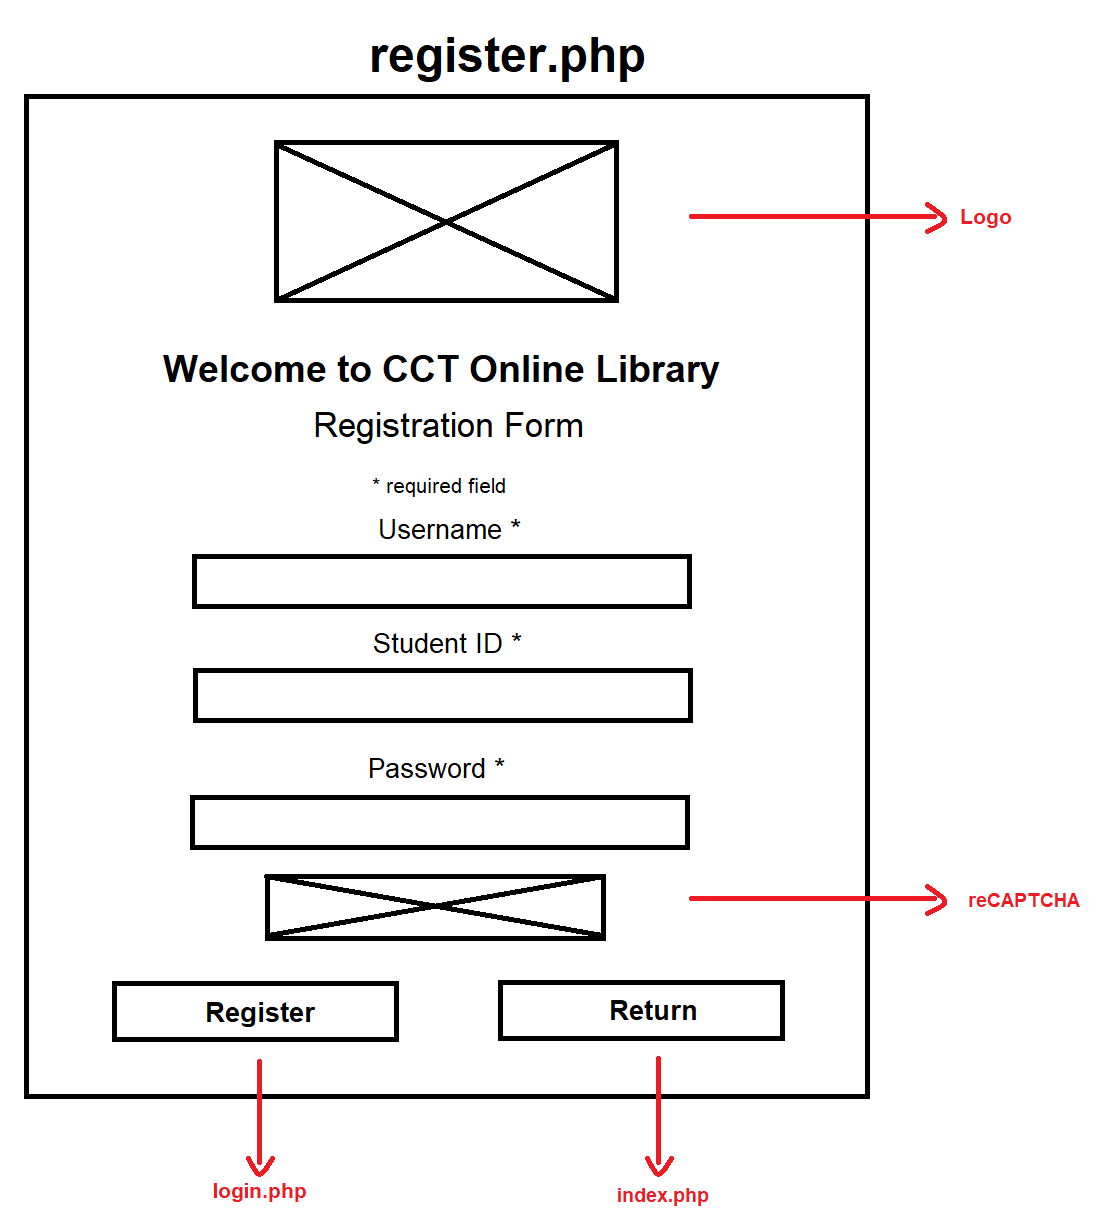 register.php
Logo
Welcome to CCT Online Library
Registration Form
* required field
Username *
Student ID *
Password *
reCAPTCHA
Register
Return
login.php
index.php